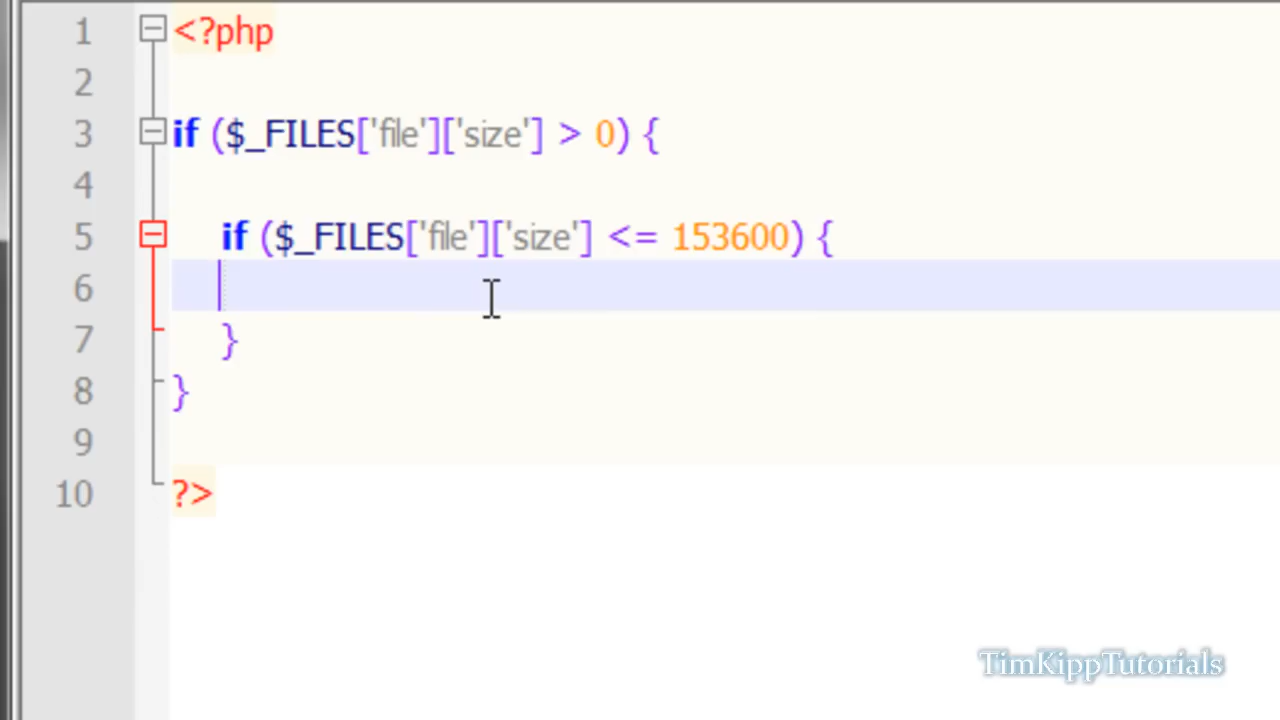 1 <?php
2
3 if ($_FILES['file']['size'] > 0) {
4
5 if ($_FILES['file']['size'] <= 153600) {
6
7 }
8 }
9
10 ?>
TimKippTutorials